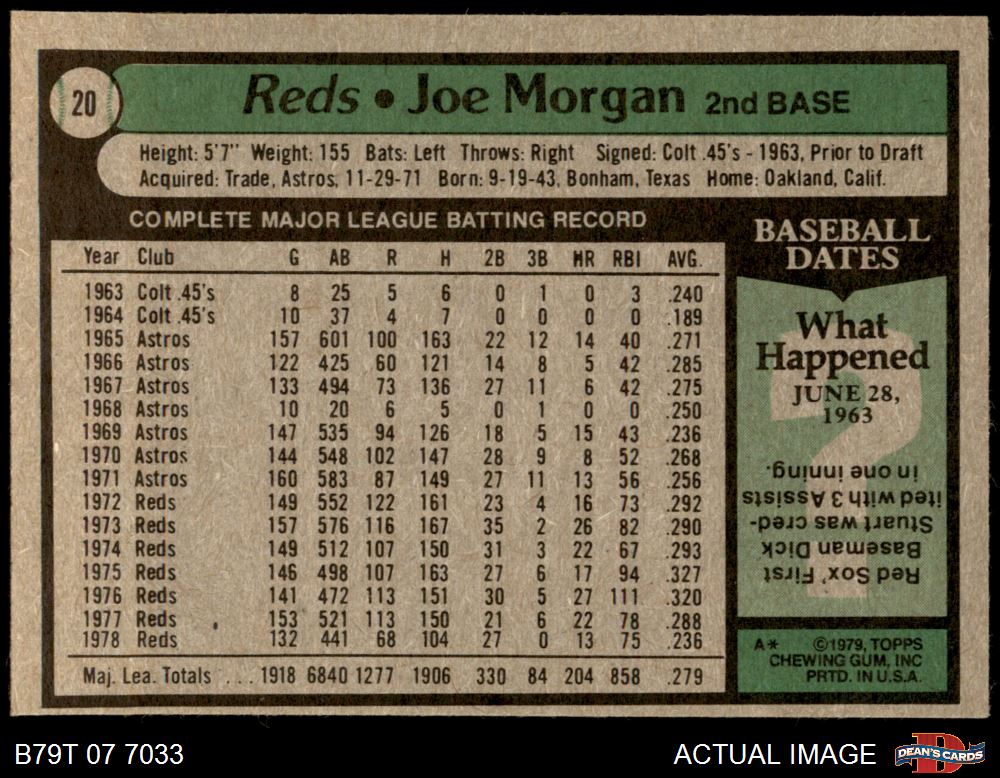 20
Reds • Joe Morgan 2nd BASE
Height: 5'7" Weight: 155 Bats: Left Throws: Right Signed: Colt .45's - 1963, Prior to Draft
Acquired: Trade, Astros, 11-29-71 Born: 9-19-43, Bonham, Texas Home: Oakland, Calif.
COMPLETE MAJOR LEAGUE BATTING RECORD
Year Club G AB R H 2B 3B HR RBI AVG.
1963 Colt .45's 8 25 5 6 0 1 0 3 .240
1964 Colt .45's 10 37 4 7 0 0 0 0 .189
1965 Astros 157 601 100 163 22 12 14 40 .271
1966 Astros 122 425 60 121 14 8 5 42 .285
1967 Astros 133 494 73 136 27 11 6 42 .275
1968 Astros 10 20 6 5 0 1 0 0 .250
1969 Astros 147 535 94 126 18 5 15 43 .236
1970 Astros 144 548 102 147 28 9 8 52 .268
1971 Astros 160 583 87 149 27 11 13 56 .256
1972 Reds 149 552 122 161 23 4 16 73 .292
1973 Reds 157 576 116 167 35 2 26 82 .290
1974 Reds 149 512 107 150 31 3 22 67 .293
1975 Reds 146 498 107 163 27 6 17 94 .327
1976 Reds 141 472 113 151 30 5 27 111 .320
1977 Reds 153 521 113 150 21 6 22 78 .288
1978 Reds 132 441 68 104 27 0 13 75 .236
Maj. Lea. Totals . . . 1918 6840 1277 1906 330 84 204 858 .279
BASEBALL
DATES
What
Happened
JUNE 28,
1963
?
Red Sox' First
Baseman Dick
Stuart was cred-
ited with 3 Assists
in one inning.
A* ©1979, TOPPS
CHEWING GUM, INC
PRTD. IN U.S.A.
B79T 07 7033
ACTUAL IMAGE
D
DEAN'S CARDS